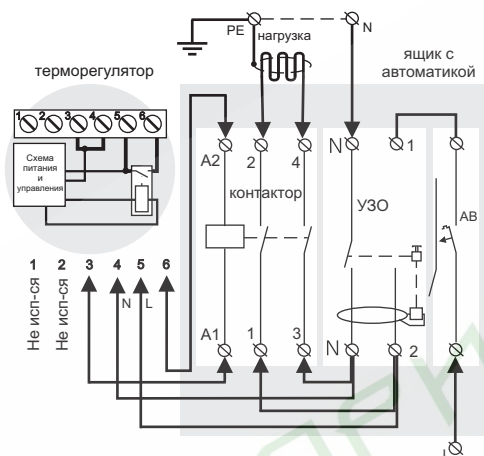 PE
N
нагрузка
ящик с
автоматикой
терморегулятор
1 2 3 4 5 6
Схема
питания
и
управления
A2 2 4 N 1
контактор
УЗО
АВ
1 2 3 4 5 6
Не исп-ся
Не исп-ся
N L
A1 1 3 N 2
L